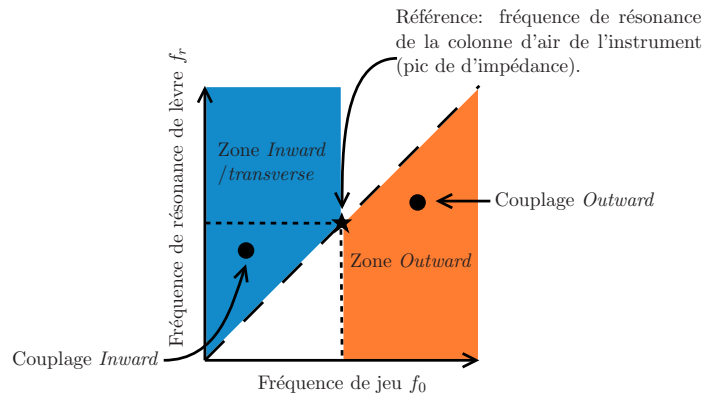 Référence: fréquence de résonance
de la colonne d'air de l'instrument
(pic de d'impédance).
Fréquence de résonance de lèvre f_r
Zone Inward
/transverse
Couplage Outward
Zone Outward
Couplage Inward
Fréquence de jeu f_0